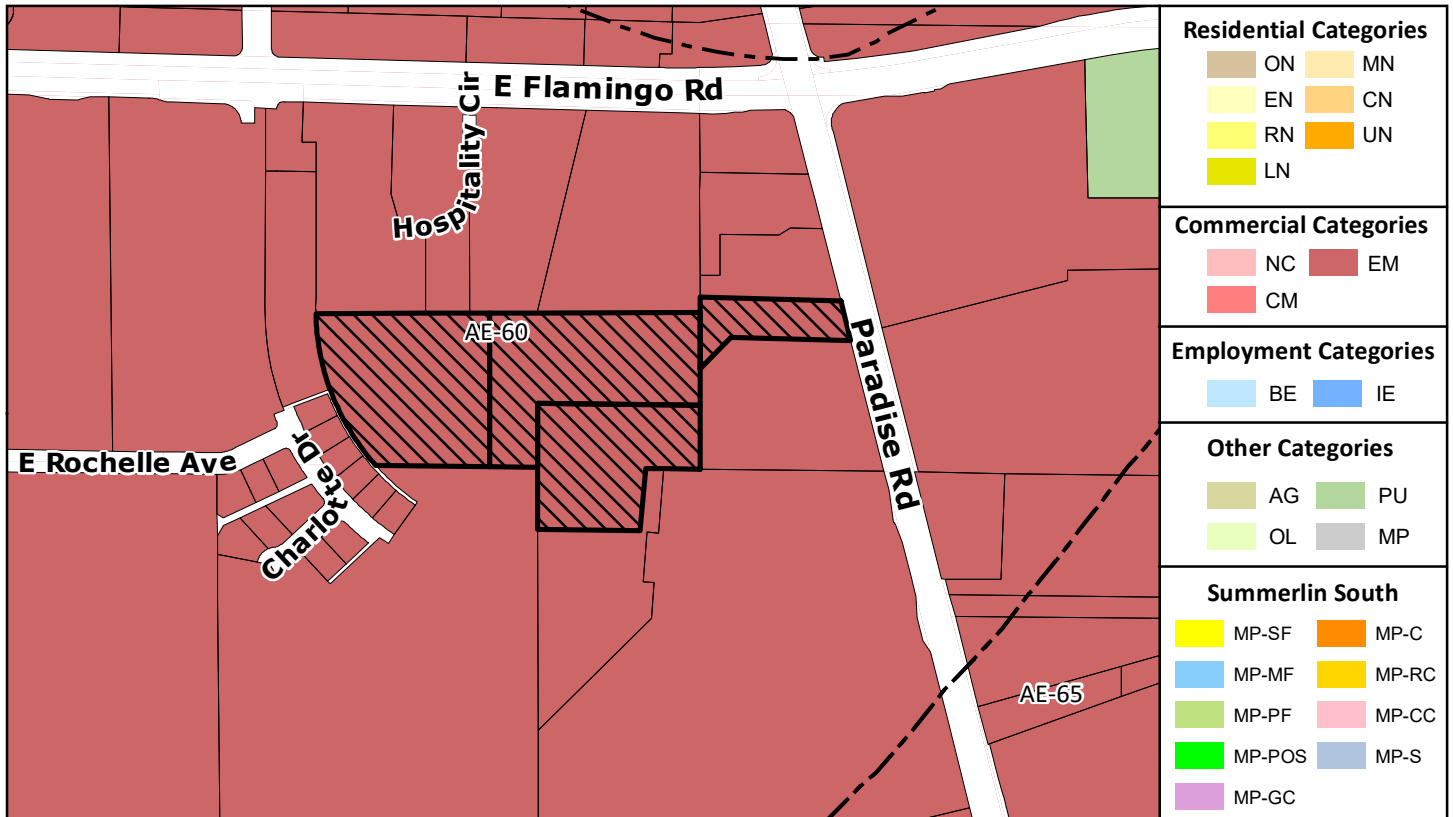 E Flamingo Rd
Hospitality Cir
AE-60
Paradise Rd
E Rochelle Ave
Charlotte Dr
AE-65
Residential Categories
ON MN
EN CN
RN UN
LN
Commercial Categories
NC EM
CM
Employment Categories
BE IE
Other Categories
AG PU
OL MP
Summerlin South
MP-SF MP-C
MP-MF MP-RC
MP-PF MP-CC
MP-POS MP-S
MP-GC